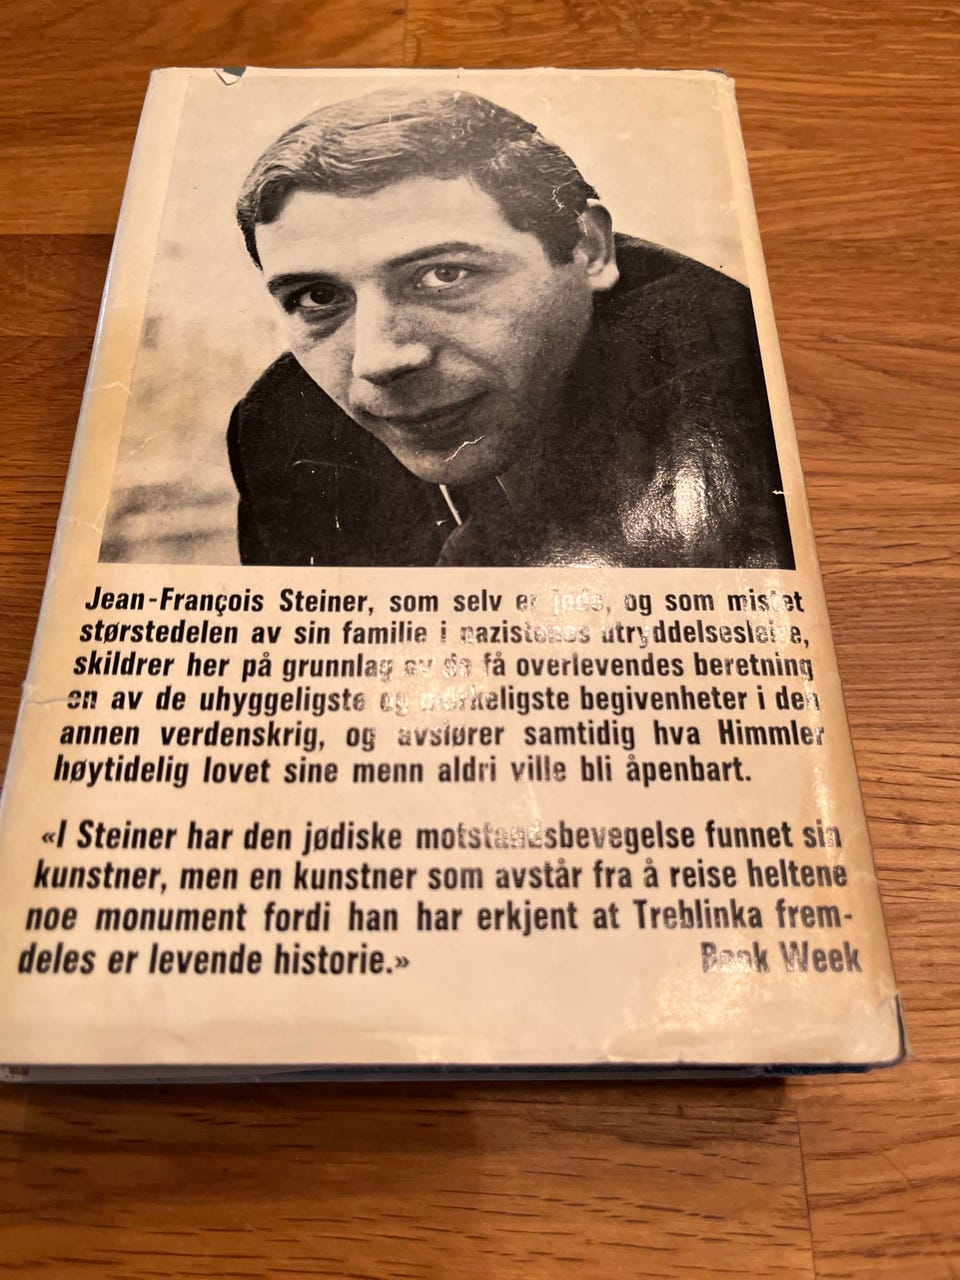 Jean-François Steiner, som selv er jøde, og som mistet
størstedelen av sin familie i nazistenes utryddelsesleire,
skildrer her på grunnlag av de få overlevendes beretning
en av de uhyggeligste og merkeligste begivenheter i den
annen verdenskrig, og avslører samtidig hva Himmler
høytidelig lovet sine menn aldri ville bli åpenbart.
«I Steiner har den jødiske motstandsbevegelse funnet sin
kunstner, men en kunstner som avstår fra å reise heltene
noe monument fordi han har erkjent at Treblinka frem-
deles er levende historie.» Book Week